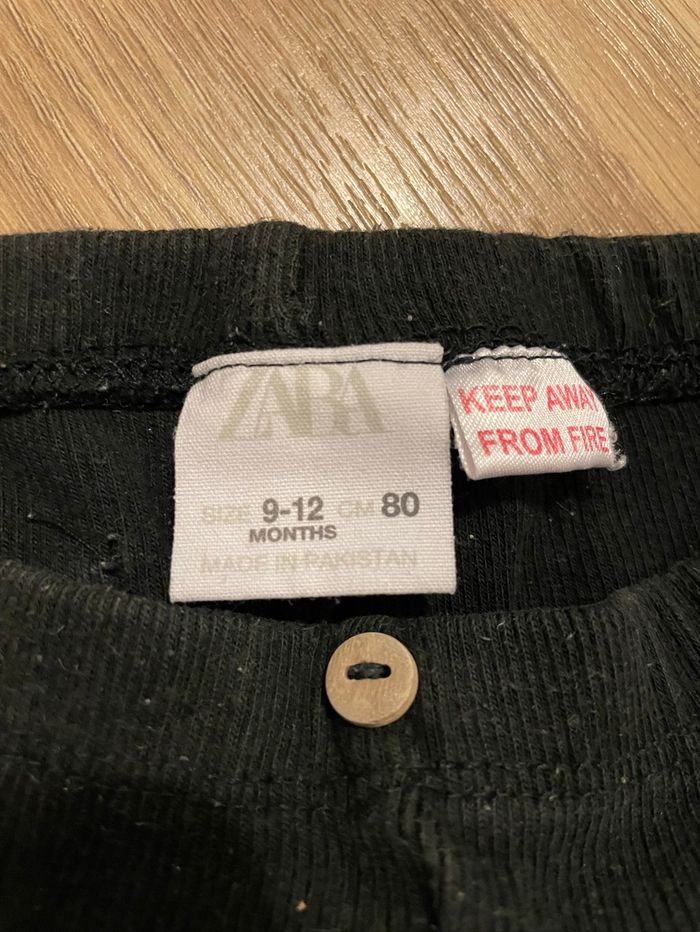 ZARA
SIZE 9-12 CM 80
MONTHS
MADE IN PAKISTAN
KEEP AWAY
FROM FIRE